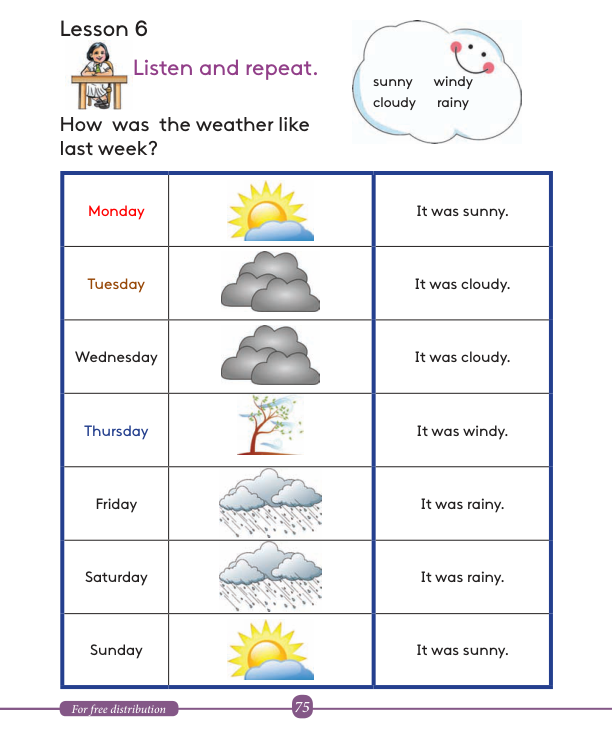 Lesson 6
Listen and repeat.
sunny windy
cloudy rainy
How was the weather like
last week?
Monday It was sunny.
Tuesday It was cloudy.
Wednesday It was cloudy.
Thursday It was windy.
Friday It was rainy.
Saturday It was rainy.
Sunday It was sunny.
For free distribution 75